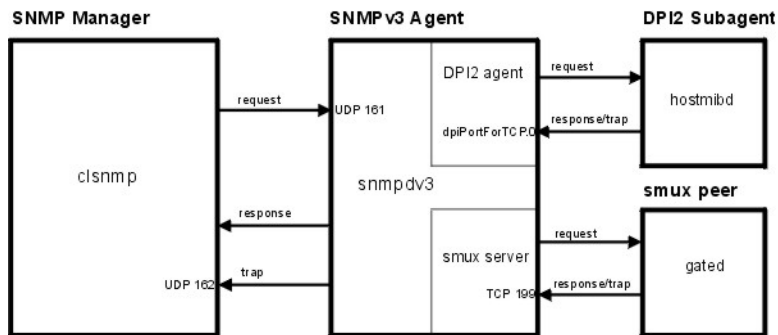 SNMP Manager
SNMPv3 Agent
DPI2 Subagent
DPI2 agent
request
hostmibd
request
UDP 161
response/trap
dpiPortForTCP.0
clsnmp
snmpdv3
smux peer
response
request
smux server
gated
trap
UDP 162
response/trap
TCP 199